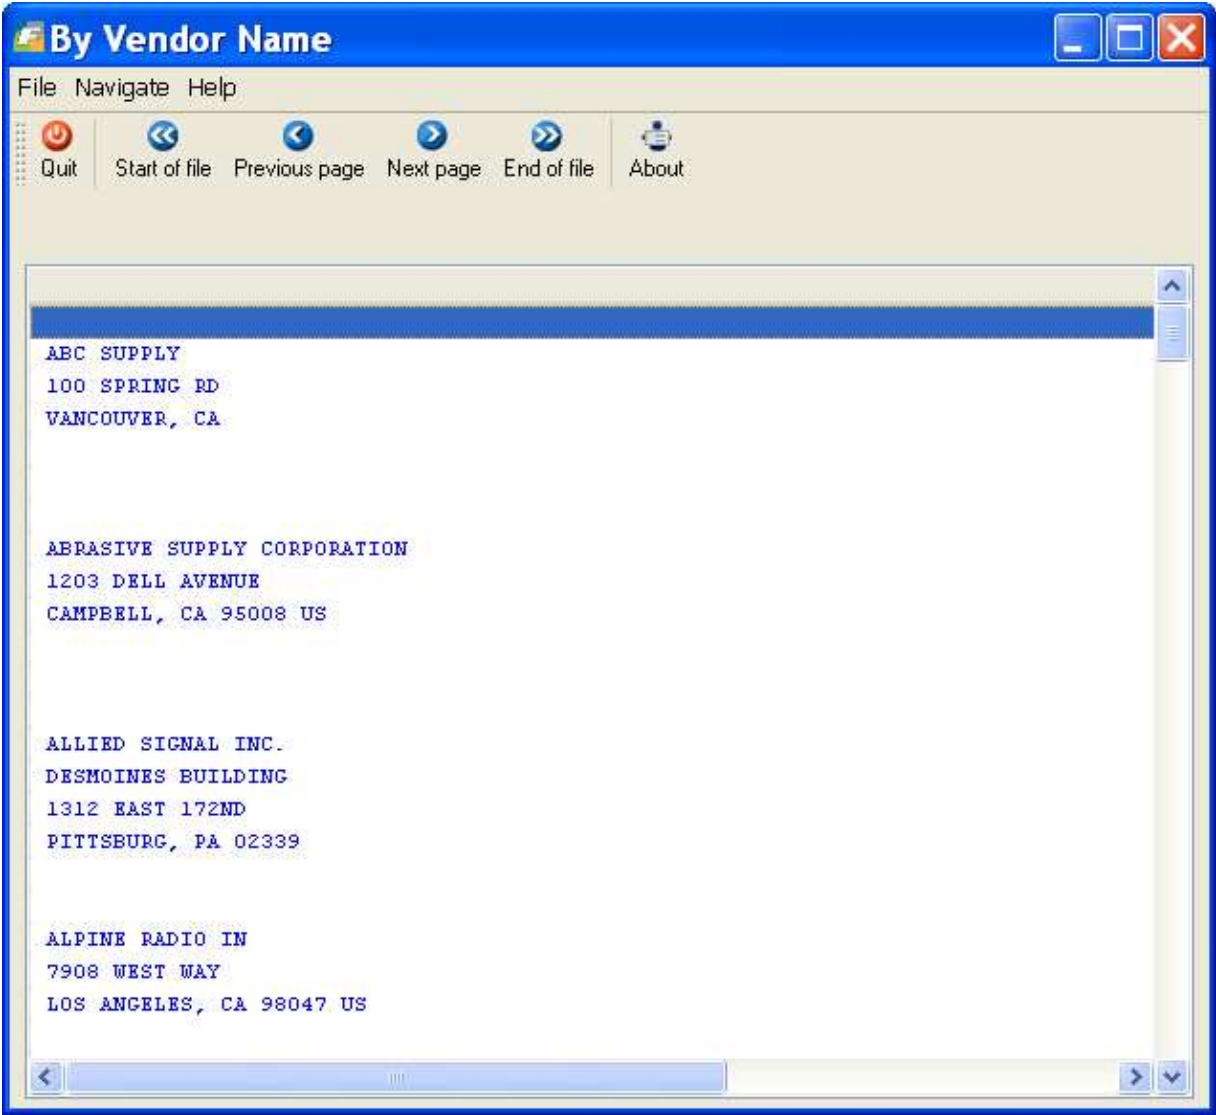 By Vendor Name
File Navigate Help
Quit Start of file Previous page Next page End of file About
ABC SUPPLY
100 SPRING RD
VANCOUVER, CA
ABRASIVE SUPPLY CORPORATION
1203 DELL AVENUE
CAMPBELL, CA 95008 US
ALLIED SIGNAL INC.
DESMOINES BUILDING
1312 EAST 172ND
PITTSBURG, PA 02339
ALPINE RADIO IN
7908 WEST WAY
LOS ANGELES, CA 98047 US